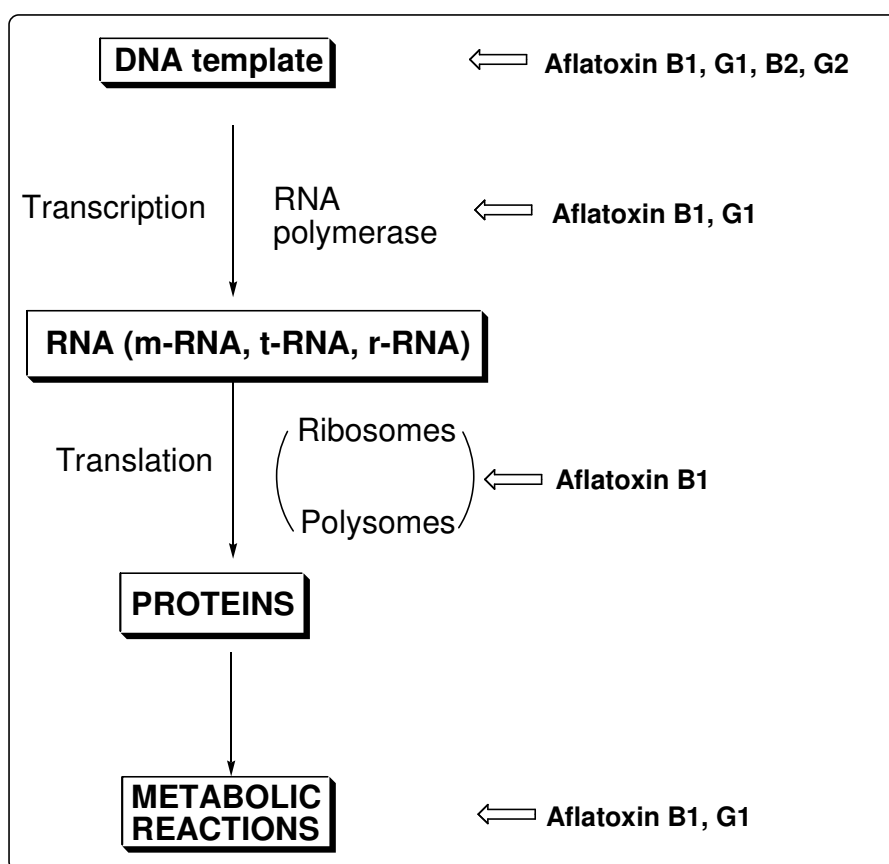 DNA template
Aflatoxin B1, G1, B2, G2
Transcription
RNA
polymerase
Aflatoxin B1, G1
RNA (m-RNA, t-RNA, r-RNA)
Translation
Ribosomes
Polysomes
Aflatoxin B1
PROTEINS
METABOLIC
REACTIONS
Aflatoxin B1, G1